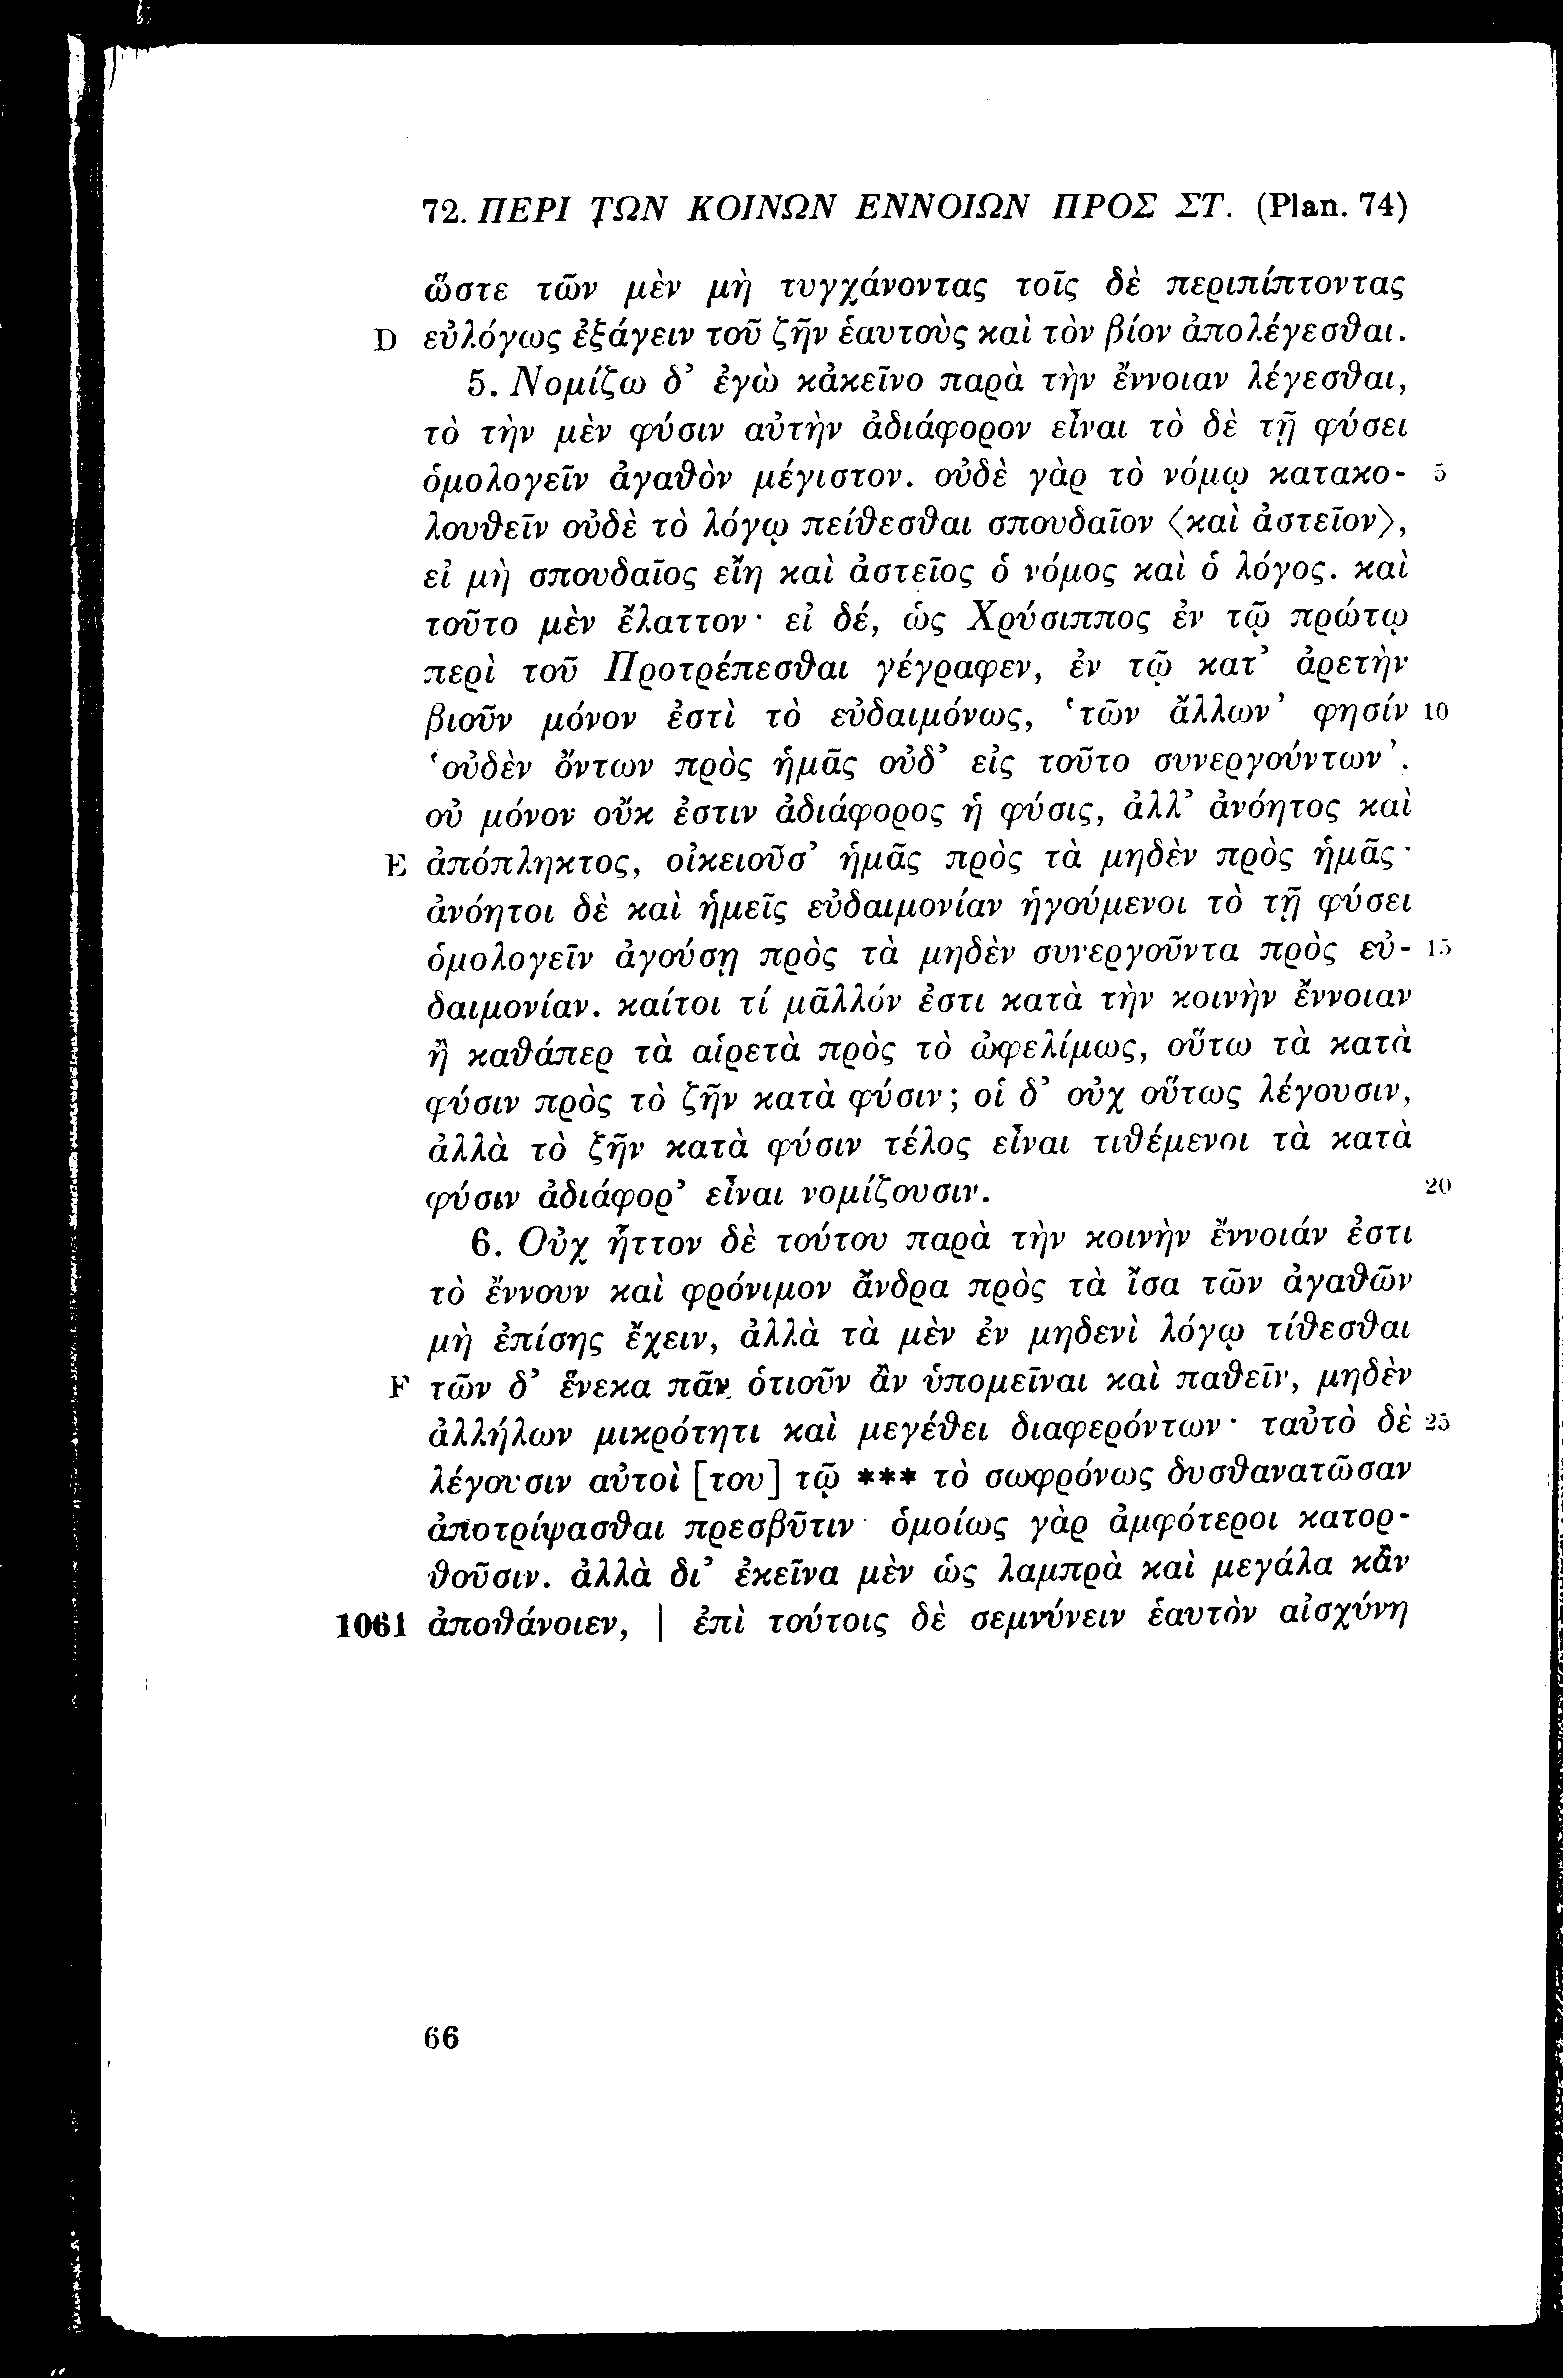 72. ΠΕΡΙ ΤΩΝ ΚΟΙΝΩΝ ΕΝΝΟΙΩΝ ΠΡΟΣ ΣΤ. (Plan. 74)
ὥστε τῶν μὲν μὴ τυγχάνοντας τοῖς δὲ περιπίπτοντας
D εὐλόγως ἐξάγειν τοῦ ζῆν ἑαυτοὺς καὶ τὸν βίον ἀπολέγεσθαι.
5. Νομίζω δ’ ἐγὼ κἀκεῖνο παρὰ τὴν ἔννοιαν λέγεσθαι,
τὸ τὴν μὲν φύσιν αὐτὴν ἀδιάφορον εἶναι τὸ δὲ τῇ φύσει
ὁμολογεῖν ἀγαθὸν μέγιστον. οὐδὲ γὰρ τὸ νόμῳ κατακο- 5
λουθεῖν οὐδὲ τὸ λόγῳ πείθεσθαι σπουδαῖον ⟨καὶ ἀστεῖον⟩,
εἰ μὴ σπουδαῖος εἴη καὶ ἀστεῖος ὁ νόμος καὶ ὁ λόγος. καὶ
τοῦτο μὲν ἔλαττον· εἰ δέ, ὡς Χρύσιππος ἐν τῷ πρώτῳ
περὶ τοῦ Προτρέπεσθαι γέγραφεν, ἐν τῷ κατ’ ἀρετὴν
βιοῦν μόνον ἐστὶ τὸ εὐδαιμόνως, ‘τῶν ἄλλων’ φησίν 10
‘οὐδὲν ὄντων πρὸς ἡμᾶς οὐδ’ εἰς τοῦτο συνεργούντων’.
οὐ μόνον οὔκ ἐστιν ἀδιάφορος ἡ φύσις, ἀλλ’ ἀνόητος καὶ
E ἀπόπληκτος, οἰκειοῦσ’ ἡμᾶς πρὸς τὰ μηδὲν πρὸς ἡμᾶς·
ἀνόητοι δὲ καὶ ἡμεῖς εὐδαιμονίαν ἡγούμενοι τὸ τῇ φύσει
ὁμολογεῖν ἀγούσῃ πρὸς τὰ μηδὲν συνεργοῦντα πρὸς εὐ- 15
δαιμονίαν. καίτοι τί μᾶλλόν ἐστι κατὰ τὴν κοινὴν ἔννοιαν
ἢ καθάπερ τὰ αἱρετὰ πρὸς τὸ ὠφελίμως, οὕτω τὰ κατὰ
φύσιν πρὸς τὸ ζῆν κατὰ φύσιν; οἱ δ’ οὐχ οὕτως λέγουσιν,
ἀλλὰ τὸ ζῆν κατὰ φύσιν τέλος εἶναι τιθέμενοι τὰ κατὰ
φύσιν ἀδιάφορ’ εἶναι νομίζουσιν. 20
6. Οὐχ ἧττον δὲ τούτου παρὰ τὴν κοινὴν ἔννοιάν ἐστι
τὸ ἔννουν καὶ φρόνιμον ἄνδρα πρὸς τὰ ἴσα τῶν ἀγαθῶν
μὴ ἐπίσης ἔχειν, ἀλλὰ τὰ μὲν ἐν μηδενὶ λόγῳ τίθεσθαι
F τῶν δ’ ἕνεκα πᾶν ὁτιοῦν ἂν ὑπομεῖναι καὶ παθεῖν, μηδὲν
ἀλλήλων μικρότητι καὶ μεγέθει διαφερόντων· ταὐτὸ δὲ 25
λέγουσιν αὐτοὶ [του] τῷ *** τὸ σωφρόνως δυσθανατῶσαν
ἀποτρίψασθαι πρεσβῦτιν· ὁμοίως γὰρ ἀμφότεροι κατορ-
θοῦσιν. ἀλλὰ δι’ ἐκεῖνα μὲν ὡς λαμπρὰ καὶ μεγάλα κἂν
1061 ἀποθάνοιεν, | ἐπὶ τούτοις δὲ σεμνύνειν ἑαυτὸν αἰσχύνη
66